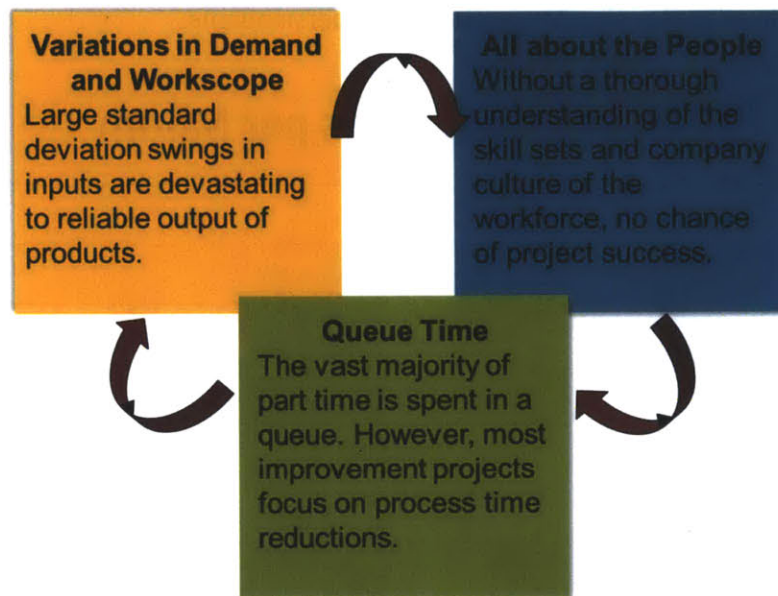 Variations in Demand
and Workscope
Large standard
deviation swings in
inputs are devastating
to reliable output of
products.
All about the People
Without a thorough
understanding of the
skill sets and company
culture of the
workforce, no chance
of project success.
Queue Time
The vast majority of
part time is spent in a
queue. However, most
improvement projects
focus on process time
reductions.